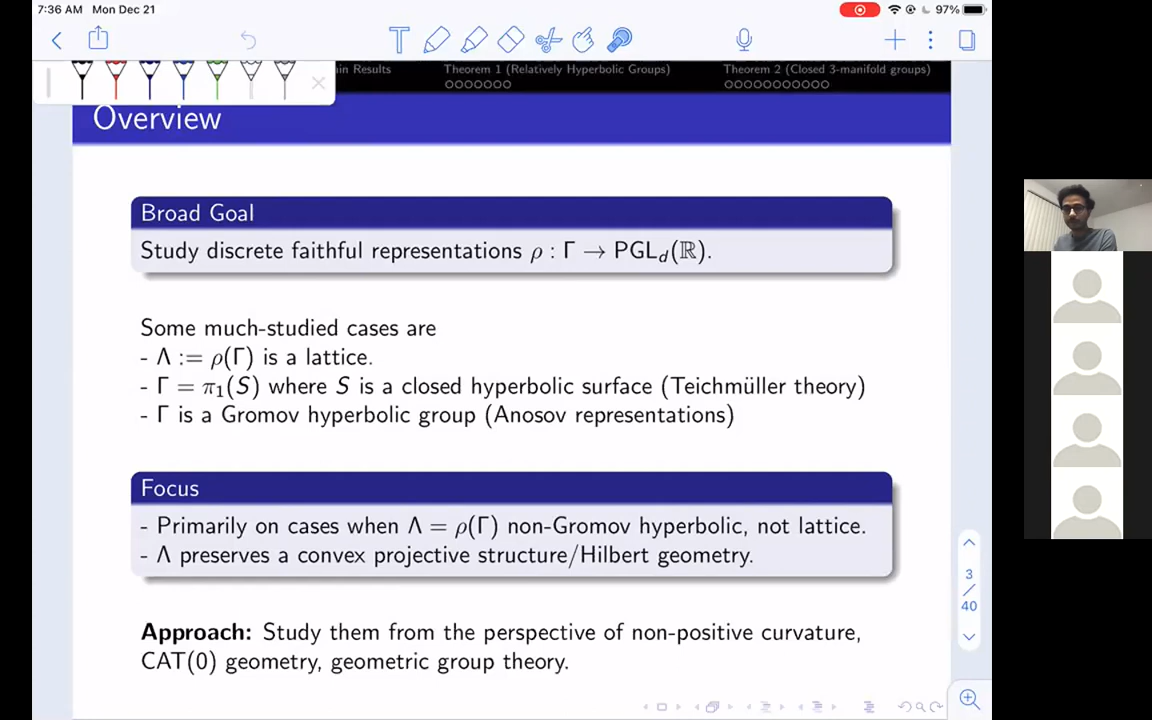 7:36 AM Mon Dec 21
97%
ain Results
Theorem 1 (Relatively Hyperbolic Groups)
Theorem 2 (Closed 3-manifold groups)
Overview
Broad Goal
Study discrete faithful representations ρ : Γ → PGL_d(ℝ).
Some much-studied cases are
- Λ := ρ(Γ) is a lattice.
- Γ = π₁(S) where S is a closed hyperbolic surface (Teichmüller theory)
- Γ is a Gromov hyperbolic group (Anosov representations)
Focus
- Primarily on cases when Λ = ρ(Γ) non-Gromov hyperbolic, not lattice.
- Λ preserves a convex projective structure/Hilbert geometry.
Approach: Study them from the perspective of non-positive curvature,
CAT(0) geometry, geometric group theory.
3
/
40